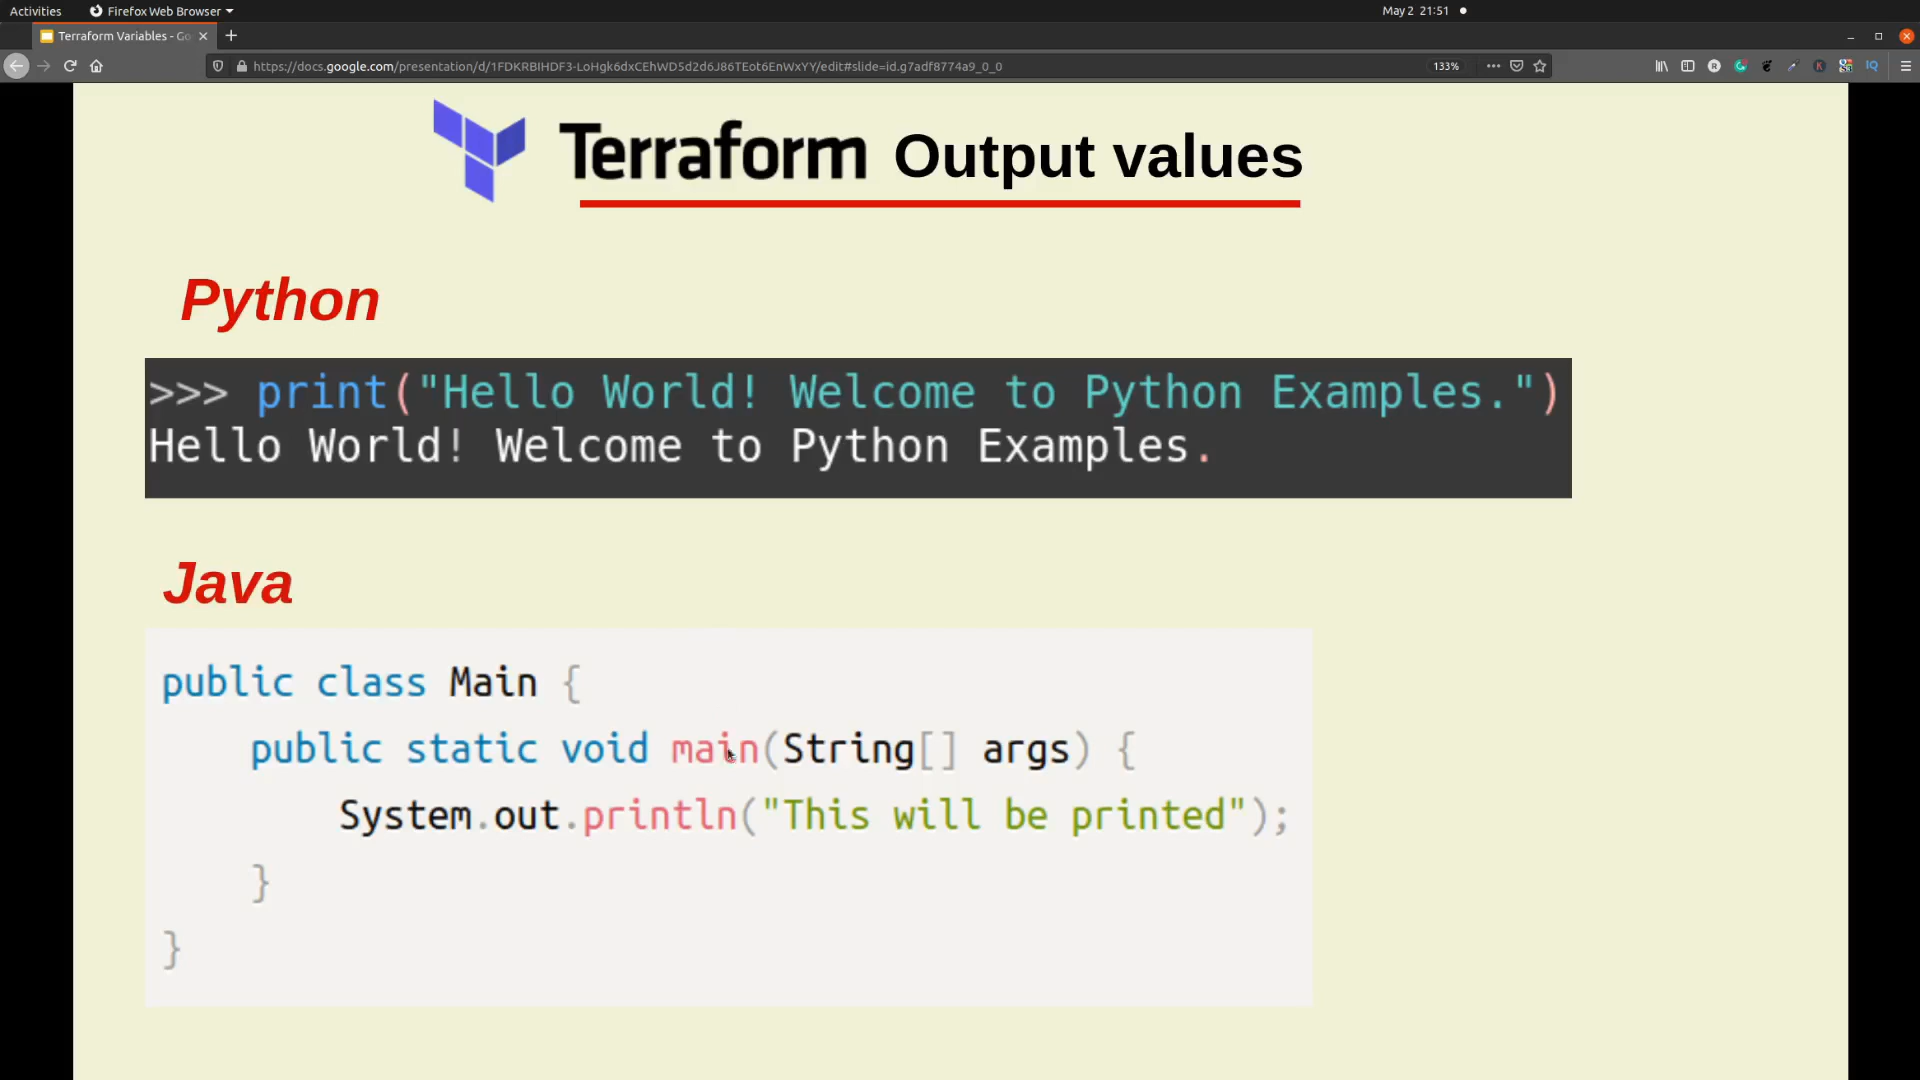 Activities Firefox Web Browser May 2 21:51
Terraform Variables - Go
https://docs.google.com/presentation/d/1FDKRBIHDF3-LoHgk6dxCEhWD5d2d6J86TEot6EnWxYY/edit#slide=id.g7adf8774a9_0_0 133%
Terraform Output values
Python
>>> print("Hello World! Welcome to Python Examples.")
Hello World! Welcome to Python Examples.
Java
public class Main {
public static void main(String[] args) {
System.out.println("This will be printed");
}
}